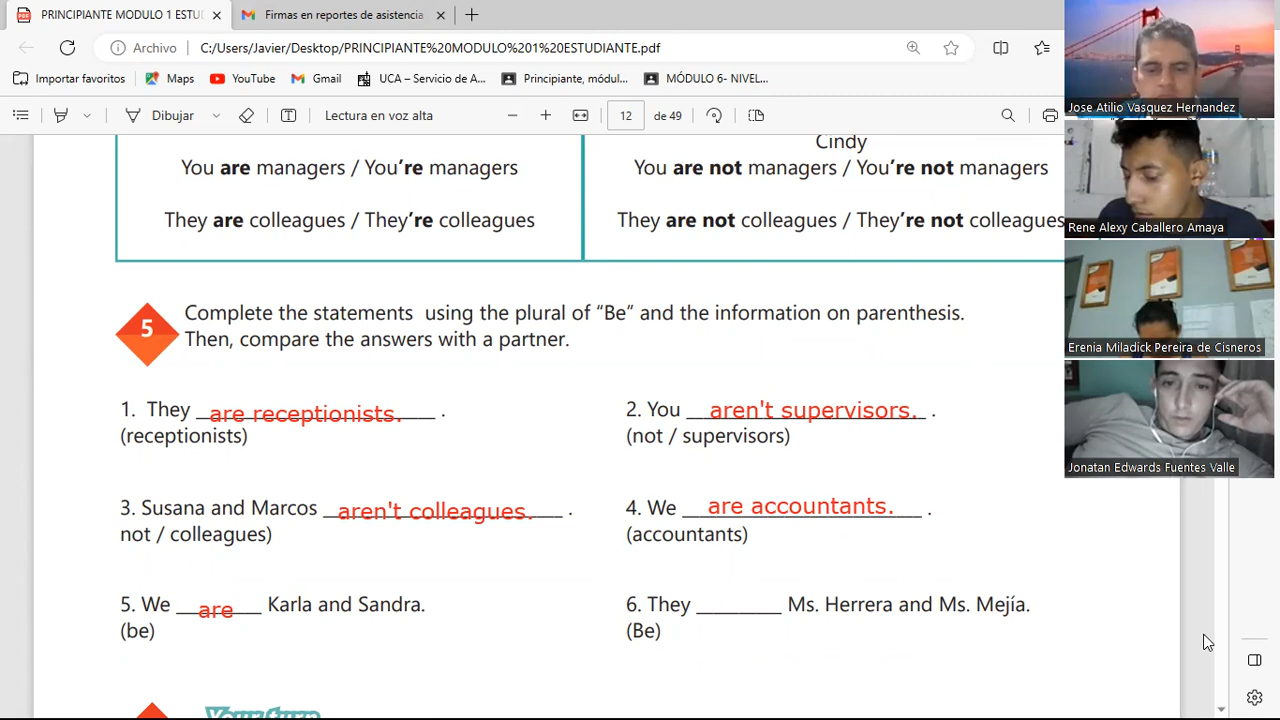 PRINCIPIANTE MODULO 1 ESTU
Firmas en reportes de asistencia
Archivo
C:/Users/Javier/Desktop/PRINCIPIANTE%20MODULO%201%20ESTUDIANTE.pdf
Importar favoritos
Maps
YouTube
Gmail
UCA – Servicio de A...
Principiante, módul...
MÓDULO 6- NIVEL...
Dibujar
Lectura en voz alta
12
de 49
Cindy
You are managers / You're managers
You are not managers / You're not managers
They are colleagues / They're colleagues
They are not colleagues / They're not colleagues
5
Complete the statements using the plural of “Be” and the information on parenthesis.
Then, compare the answers with a partner.
1. They are receptionists. .
(receptionists)
2. You aren't supervisors. .
(not / supervisors)
3. Susana and Marcos aren't colleagues. .
not / colleagues)
4. We are accountants. .
(accountants)
5. We are Karla and Sandra.
(be)
6. They ________ Ms. Herrera and Ms. Mejía.
(Be)
Your turn
Jose Atilio Vasquez Hernandez
Rene Alexy Caballero Amaya
Erenia Miladick Pereira de Cisneros
Jonatan Edwards Fuentes Valle